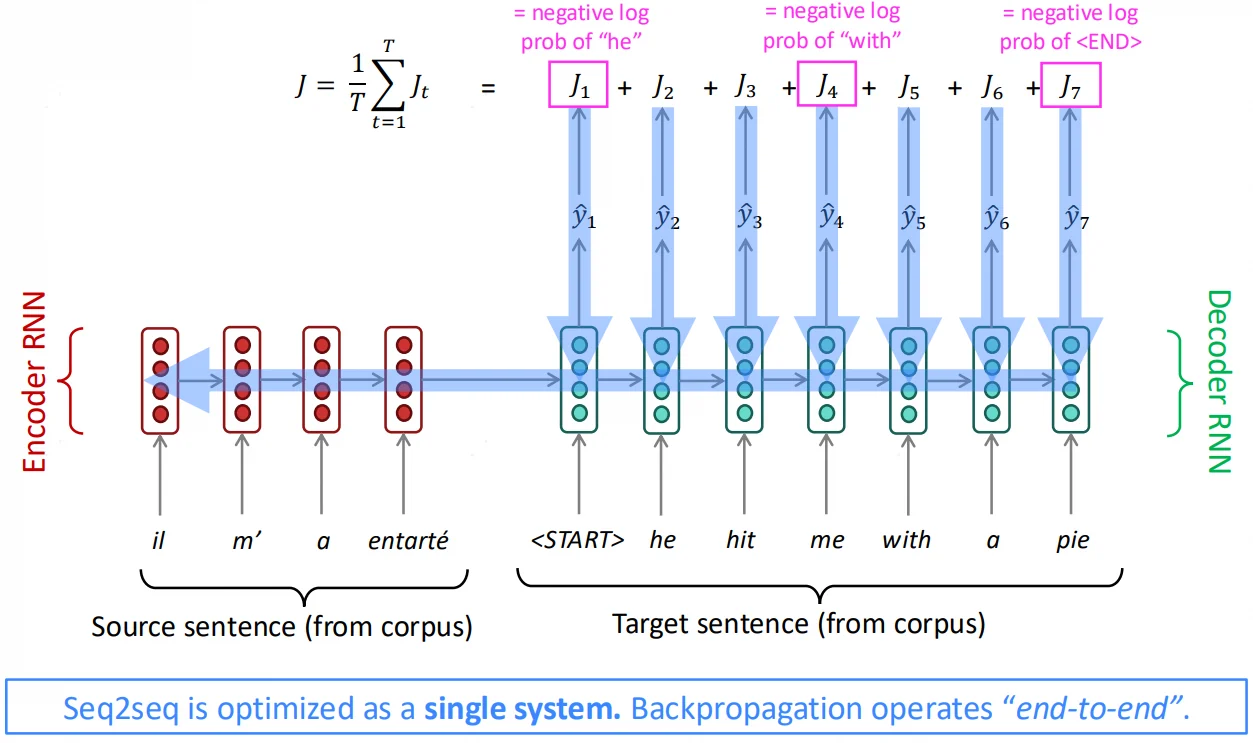 = negative log prob of “he”
= negative log prob of “with”
= negative log prob of <END>
J = 1/T ∑_{t=1}^{T} J_t = J₁ + J₂ + J₃ + J₄ + J₅ + J₆ + J₇
ŷ₁ ŷ₂ ŷ₃ ŷ₄ ŷ₅ ŷ₆ ŷ₇
Encoder RNN
Decoder RNN
il m’ a entarté <START> he hit me with a pie
Source sentence (from corpus)
Target sentence (from corpus)
Seq2seq is optimized as a single system. Backpropagation operates “end-to-end”.